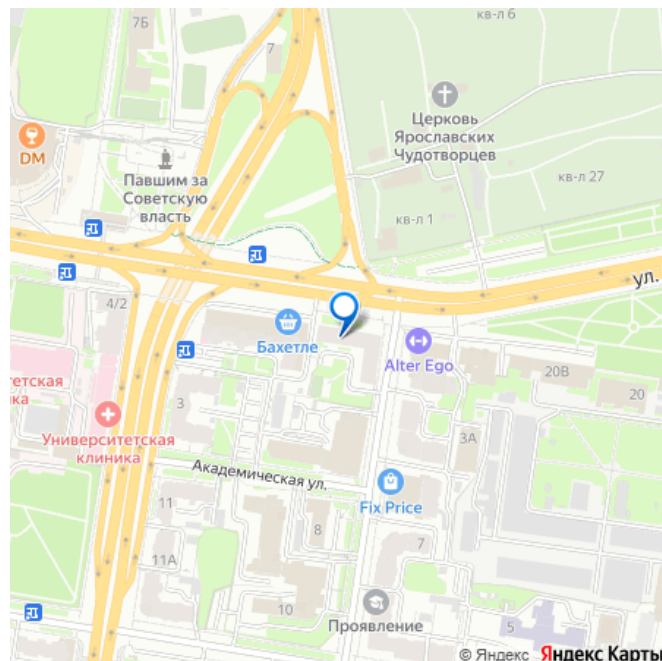 кв-л 6
7Б
7
Церковь
Ярославских
Чудотворцев
DM
Павшим за
Советскую
власть
кв-л 27
кв-л 1
ул.
4/2
Бахетле
Alter Ego
тетская
ка
20В
20
3
Университетская
клиника
3А
Академическая ул.
11
Fix Price
8
7
11А
10
Проявление
5
© Яндекс Яндекс Карты